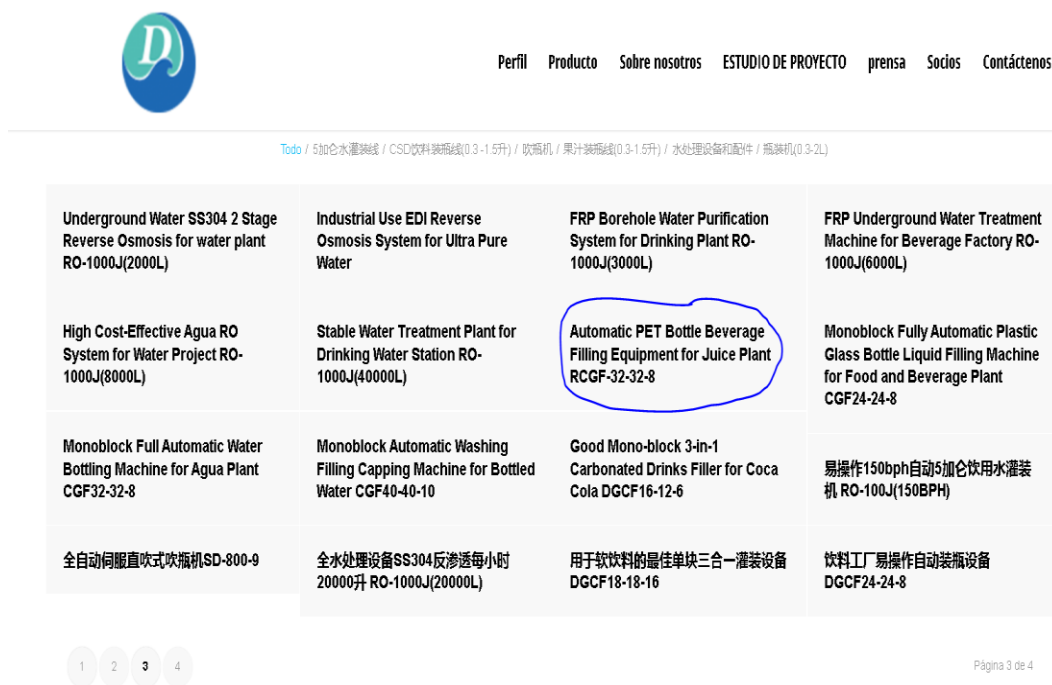 D
Perfil Producto Sobre nosotros ESTUDIO DE PROYECTO prensa Socios Contáctenos
Todo / 5加仑水灌装线 / CSD饮料装瓶线(0.3-1.5升) / 吹瓶机 / 果汁装瓶线(0.3-1.5升) / 水处理设备和配件 / 瓶装机(0.3-2L)
Underground Water SS304 2 Stage
Reverse Osmosis for water plant
RO-1000J(2000L)
Industrial Use EDI Reverse
Osmosis System for Ultra Pure
Water
FRP Borehole Water Purification
System for Drinking Plant RO-
1000J(3000L)
FRP Underground Water Treatment
Machine for Beverage Factory RO-
1000J(6000L)
High Cost-Effective Agua RO
System for Water Project RO-
1000J(8000L)
Stable Water Treatment Plant for
Drinking Water Station RO-
1000J(40000L)
Automatic PET Bottle Beverage
Filling Equipment for Juice Plant
RCGF-32-32-8
Monoblock Fully Automatic Plastic
Glass Bottle Liquid Filling Machine
for Food and Beverage Plant
CGF24-24-8
Monoblock Full Automatic Water
Bottling Machine for Agua Plant
CGF32-32-8
Monoblock Automatic Washing
Filling Capping Machine for Bottled
Water CGF40-40-10
Good Mono-block 3-in-1
Carbonated Drinks Filler for Coca
Cola DGCF16-12-6
易操作150bph自动5加仑饮用水灌装
机 RO-100J(150BPH)
全自动伺服直吹式吹瓶机SD-800-9
全水处理设备SS304反渗透每小时
20000升 RO-1000J(20000L)
用于软饮料的最佳单块三合一灌装设备
DGCF18-18-16
饮料工厂易操作自动装瓶设备
DGCF24-24-8
1 2 3 4
Página 3 de 4